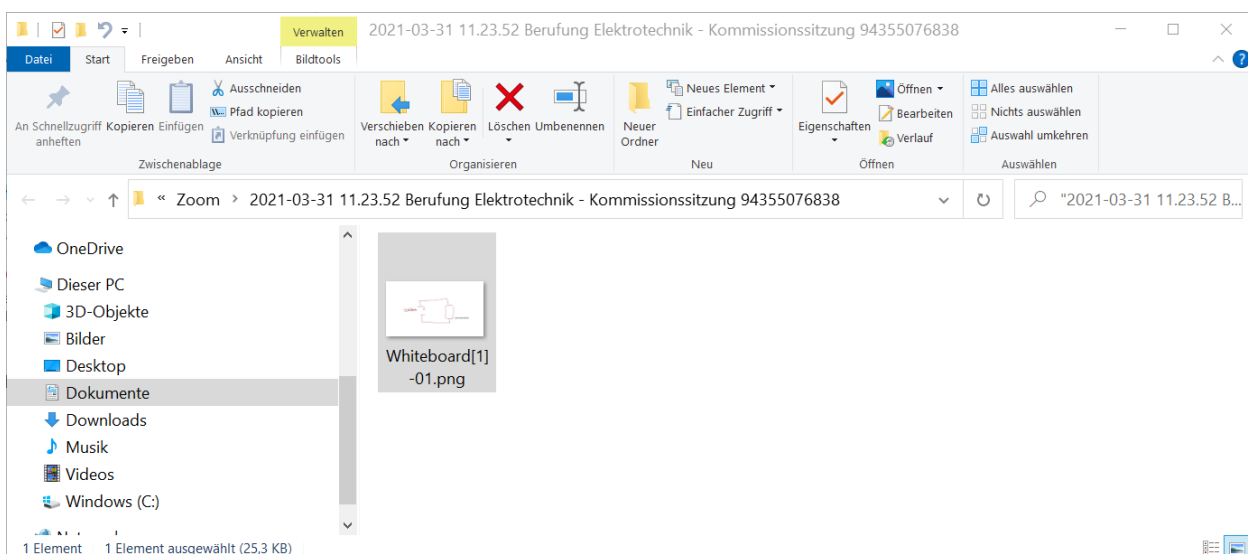 Verwalten 2021-03-31 11.23.52 Berufung Elektrotechnik - Kommissionssitzung 94355076838
Datei Start Freigeben Ansicht Bildtools
An Schnellzugriff anheften
Kopieren
Einfügen
Ausschneiden
Pfad kopieren
Verknüpfung einfügen
Zwischenablage
Verschieben nach
Kopieren nach
Löschen
Umbenennen
Organisieren
Neuer Ordner
Neues Element
Einfacher Zugriff
Neu
Eigenschaften
Öffnen
Bearbeiten
Verlauf
Öffnen
Alles auswählen
Nichts auswählen
Auswahl umkehren
Auswählen
« Zoom > 2021-03-31 11.23.52 Berufung Elektrotechnik - Kommissionssitzung 94355076838
"2021-03-31 11.23.52 B...
OneDrive
Dieser PC
3D-Objekte
Bilder
Desktop
Dokumente
Downloads
Musik
Videos
Windows (C:)
Whiteboard[1]
-01.png
1 Element 1 Element ausgewählt (25,3 KB)